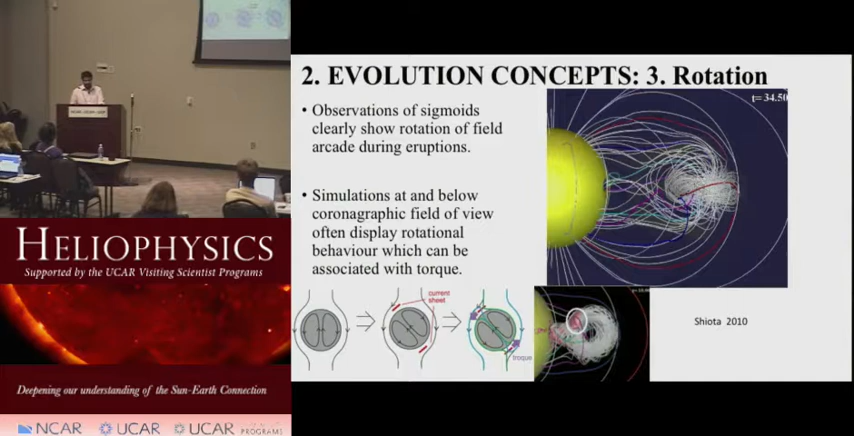 2. EVOLUTION CONCEPTS: 3. Rotation
• Observations of sigmoids
clearly show rotation of field
arcade during eruptions.
• Simulations at and below
coronagraphic field of view
often display rotational
behaviour which can be
associated with torque.
t= 34.50
current
sheet
torque
Shiota 2010
HELIOPHYSICS
Supported by the UCAR Visiting Scientist Programs
Deepening our understanding of the Sun-Earth Connection
NCAR
UCAR
UCAR PROGRAMS